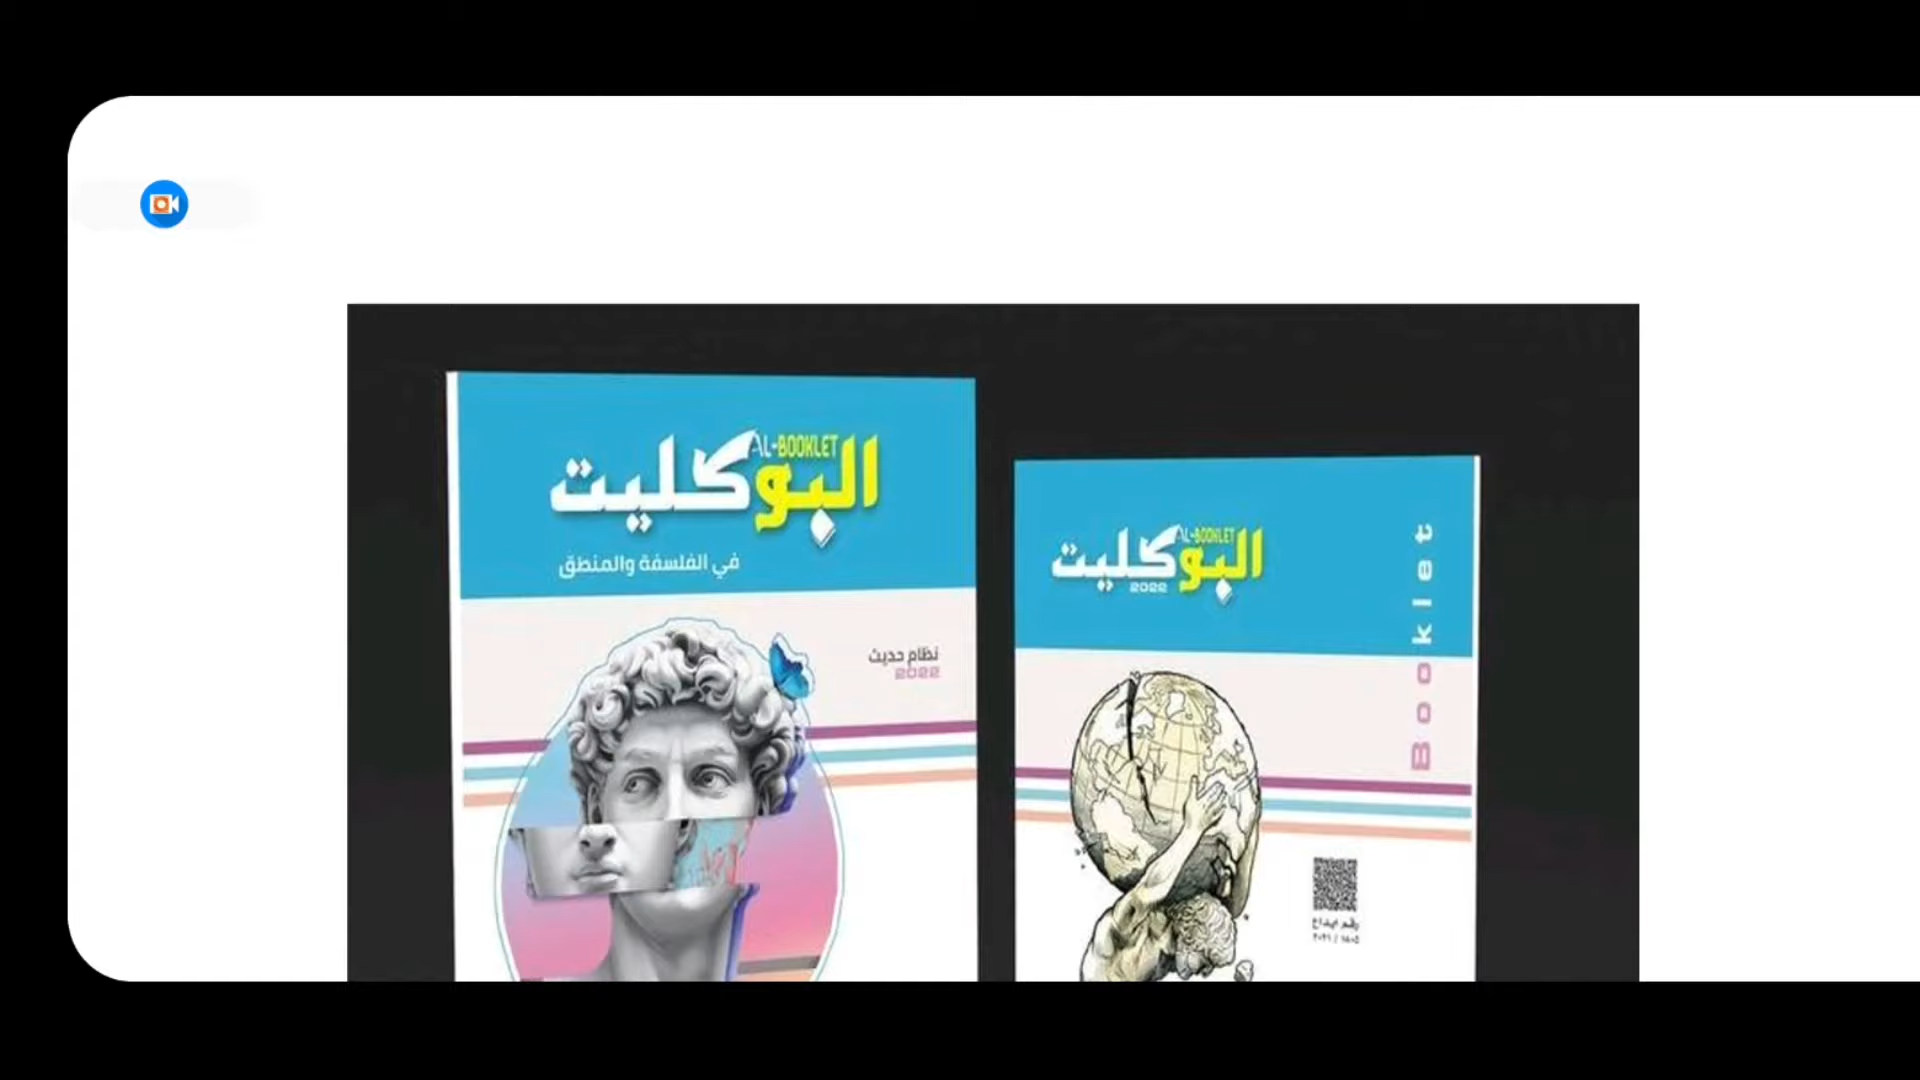 AL-BOOKLET
البوكليت
في الفلسفة والمنطق
نظام حديث
2022
AL-BOOKLET
البوكليت
2022
Booklet
رقم ايداع